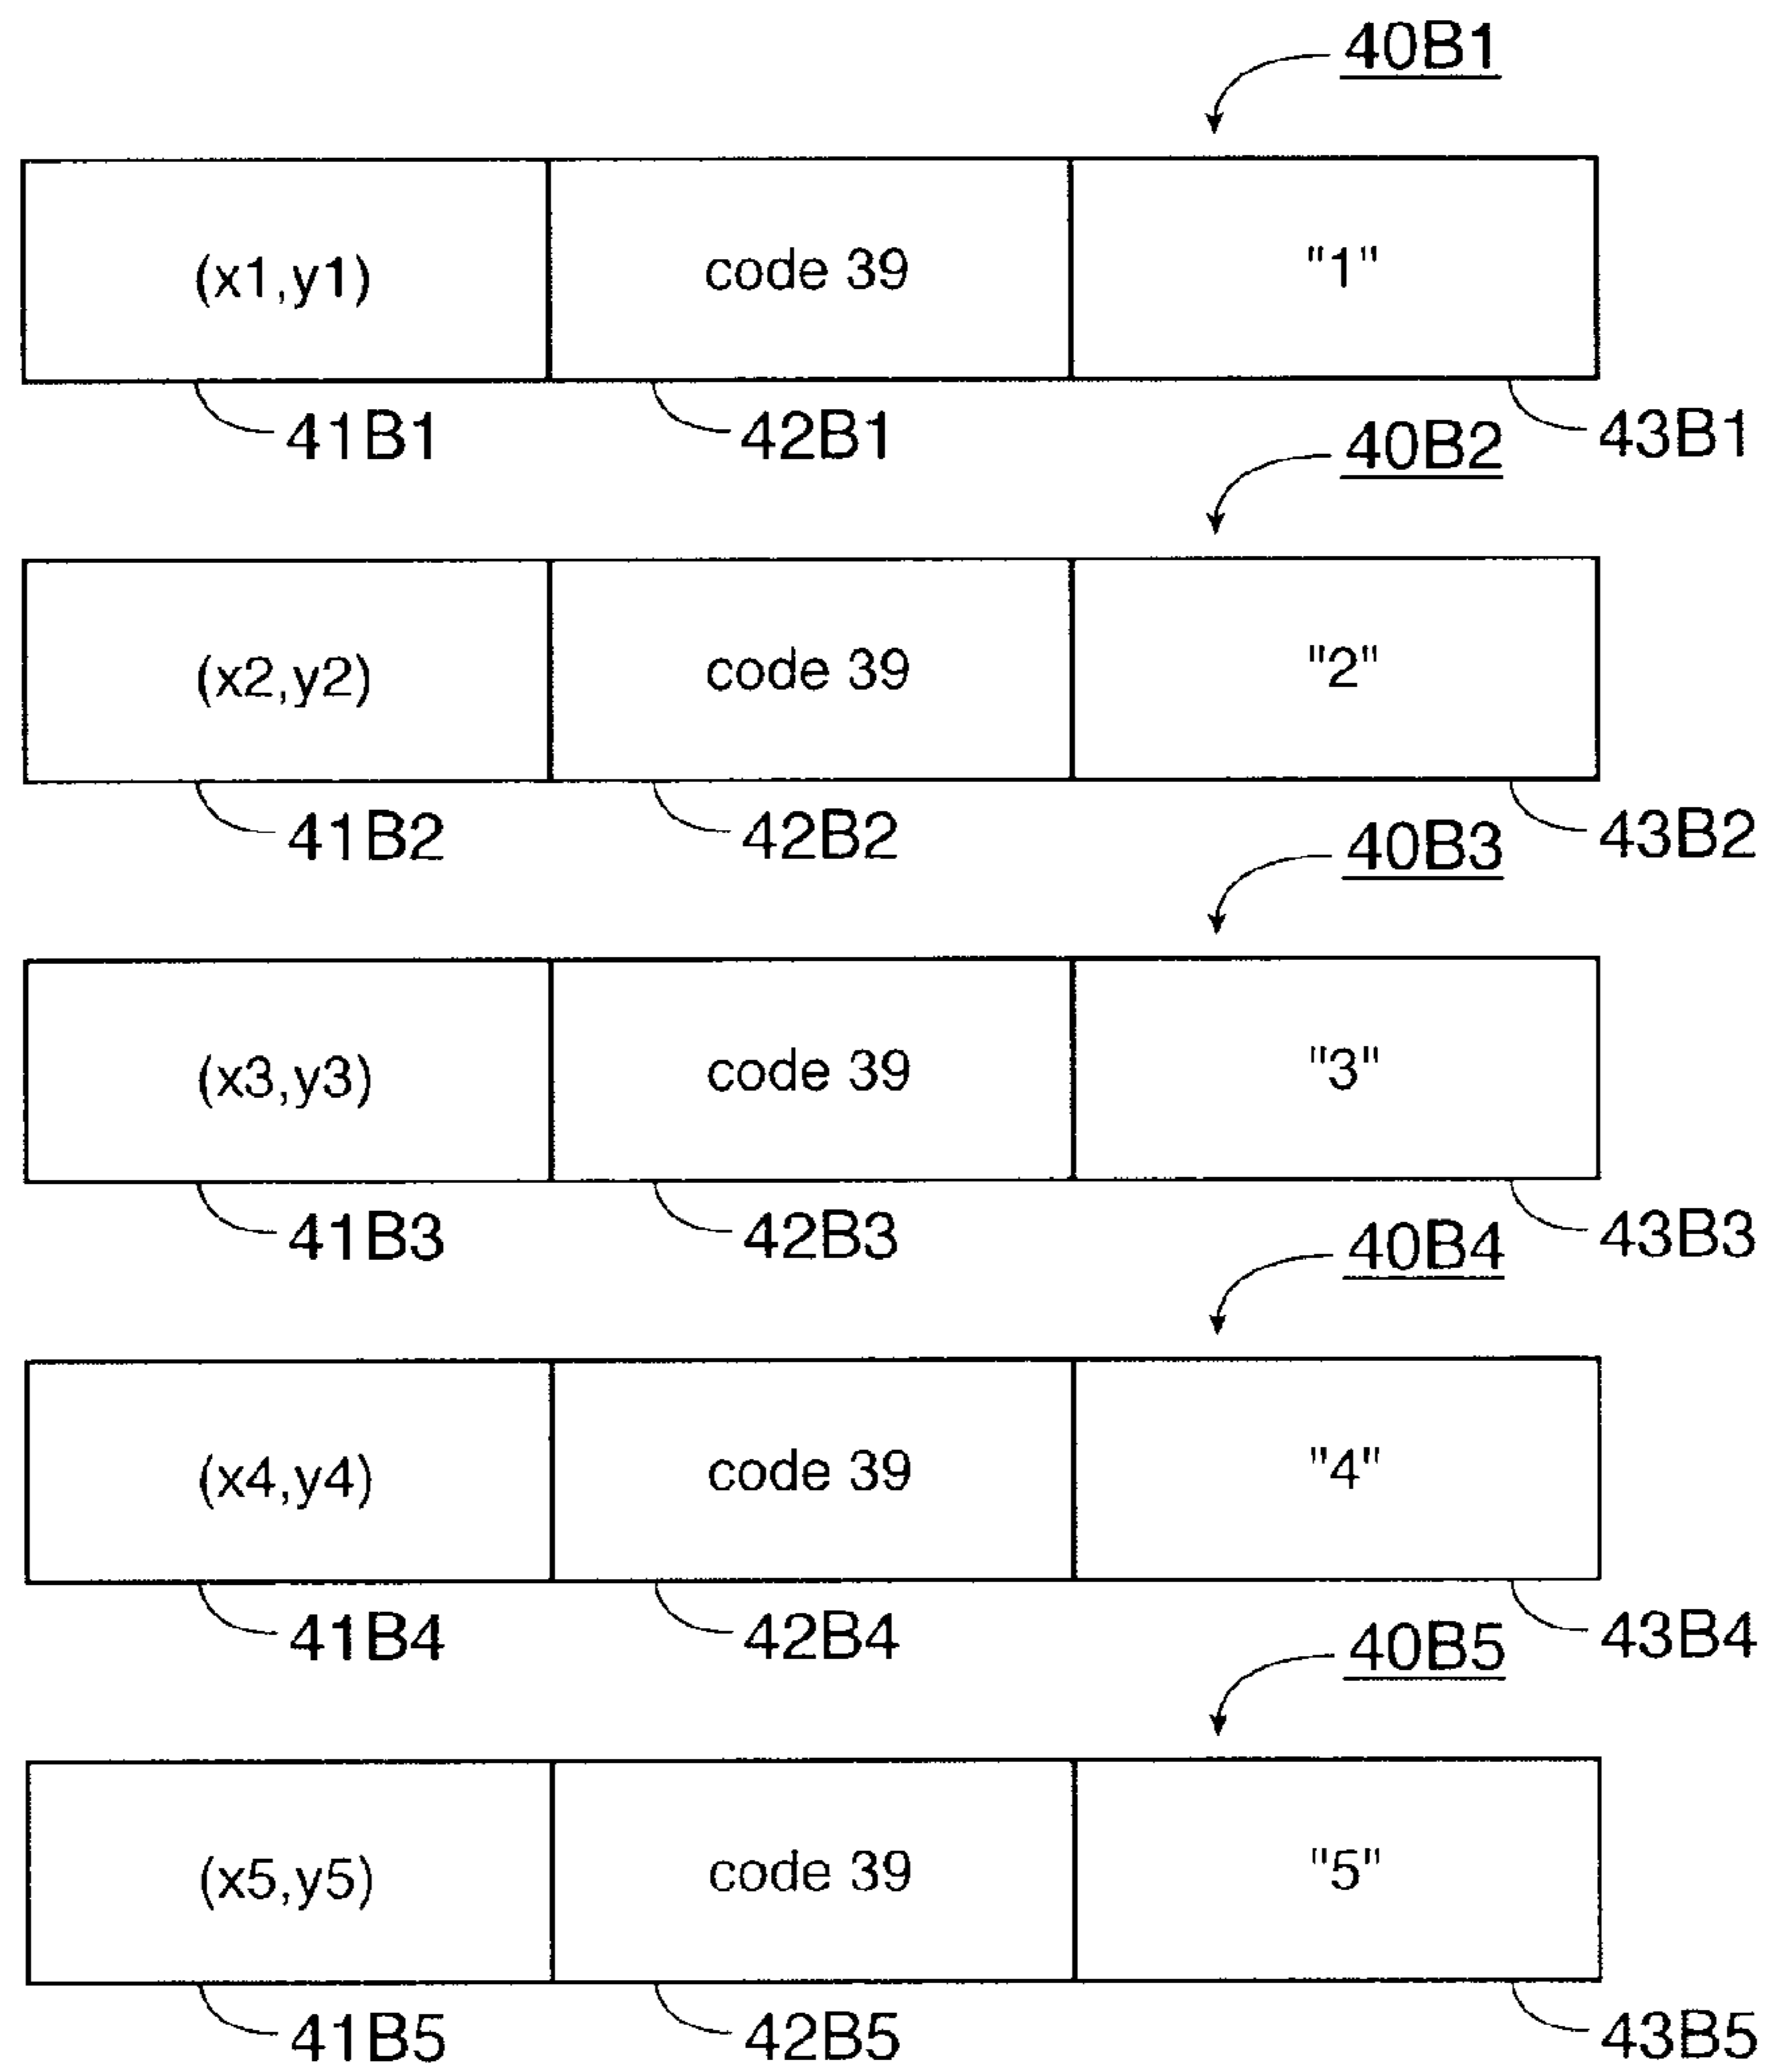 40B1
(x1,y1) code 39 "1"
41B1 42B1 43B1
40B2
(x2,y2) code 39 "2"
41B2 42B2 43B2
40B3
(x3,y3) code 39 "3"
41B3 42B3 43B3
40B4
(x4,y4) code 39 "4"
41B4 42B4 43B4
40B5
(x5,y5) code 39 "5"
41B5 42B5 43B5